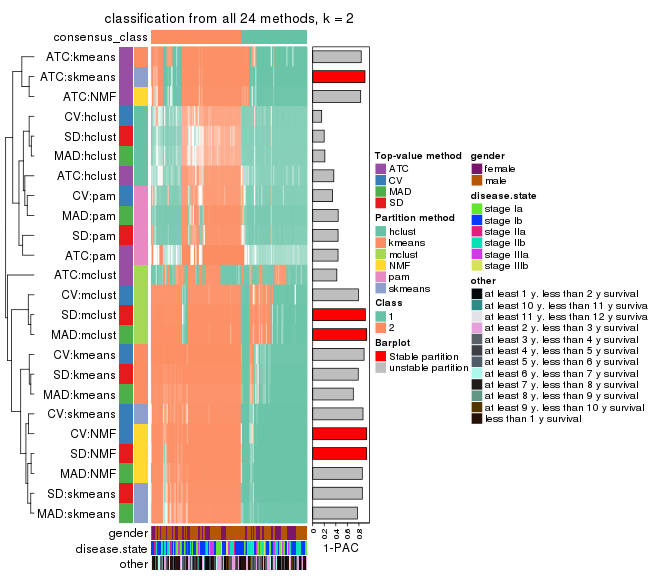 classification from all 24 methods, k = 2
consensus_class
ATC:kmeans
ATC:skmeans
ATC:NMF
CV:hclust
SD:hclust
MAD:hclust
ATC:hclust
CV:pam
MAD:pam
SD:pam
ATC:pam
ATC:mclust
CV:mclust
SD:mclust
MAD:mclust
CV:kmeans
SD:kmeans
MAD:kmeans
CV:skmeans
CV:NMF
SD:NMF
MAD:NMF
SD:skmeans
MAD:skmeans
gender
disease.state
other
0 0.2 0.4 0.6 0.8
1-PAC
Top-value method
ATC
CV
MAD
SD
Partition method
hclust
kmeans
mclust
NMF
pam
skmeans
Class
1
2
Barplot
Stable partition
unstable partition
gender
female
male
disease.state
stage Ia
stage Ib
stage IIa
stage IIb
stage IIIa
stage IIIb
other
at least 1 y. less than 2 y survival
at least 10 y. less than 11 y surviva
at least 11 y. less than 12 y surviva
at least 2 y. less than 3 y survival
at least 3 y. less than 4 y survival
at least 4 y. less than 5 y survival
at least 5 y. less than 6 y survival
at least 6 y. less than 7 y survival
at least 7 y. less than 8 y survival
at least 8 y. less than 9 y survival
at least 9 y. less than 10 y survival
less than 1 y survival